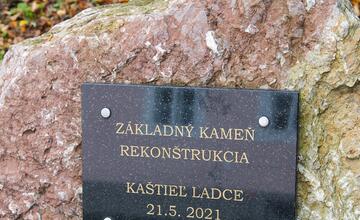 ZÁKLADNÝ KAMEŇ
REKONŠTRUKCIA
KAŠTIEĽ LADCE
21.5. 2021